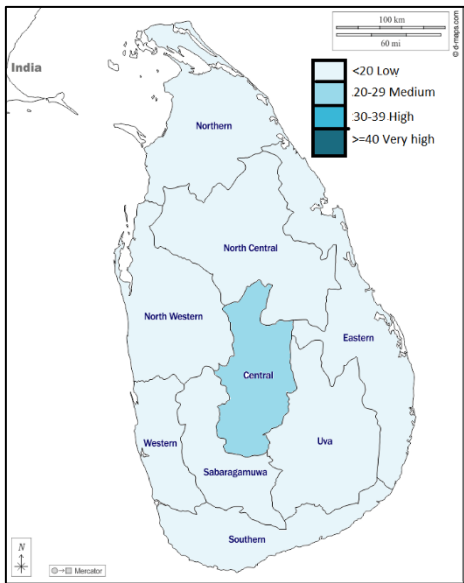 100 km
60 mi
© d-maps.com
India
<20 Low
.20-29 Medium
.30-39 High
>=40 Very high
Northern
North Central
North Western
Eastern
Central
Western
Uva
Sabaragamuwa
Southern
N
Mercator